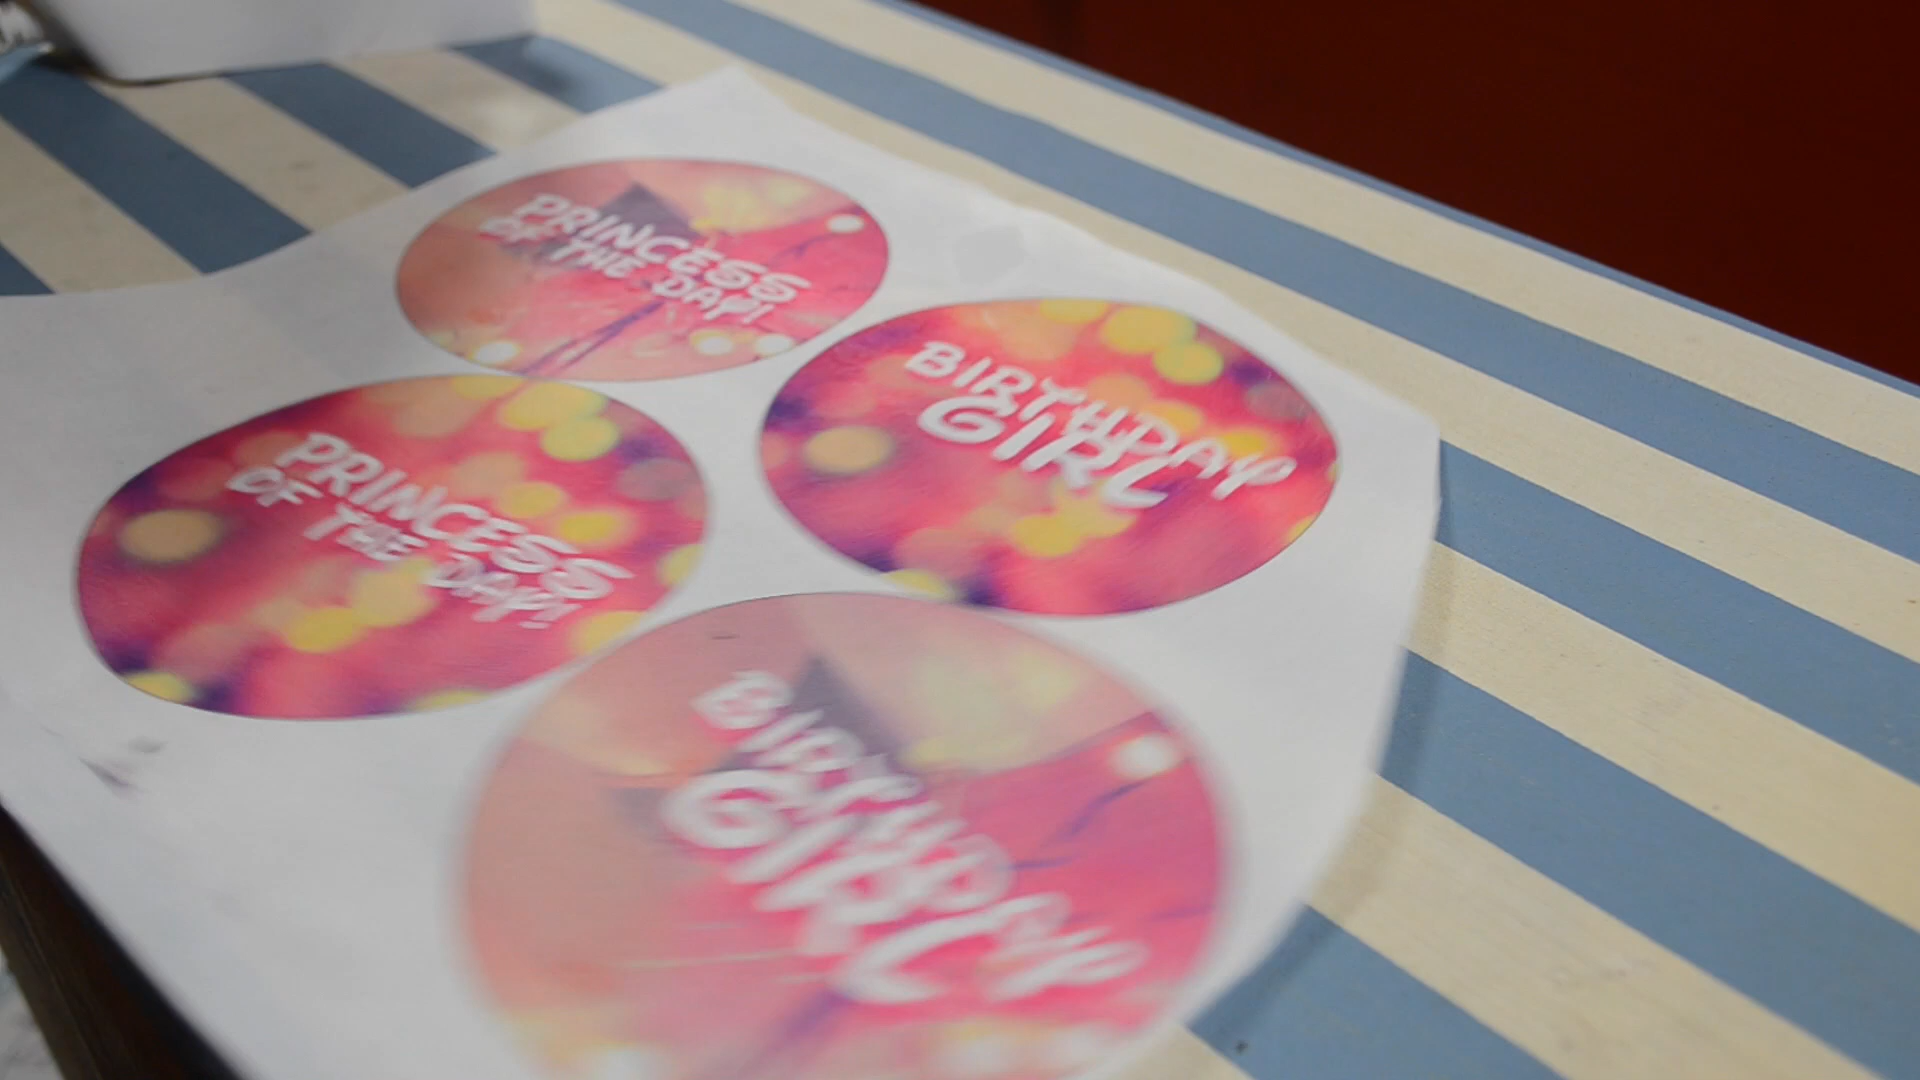 PRINCESS
OF THE DAY!
BIRTHDAY
GIRL
PRINCESS
OF THE DAY!
BIRTHDAY
GIRL